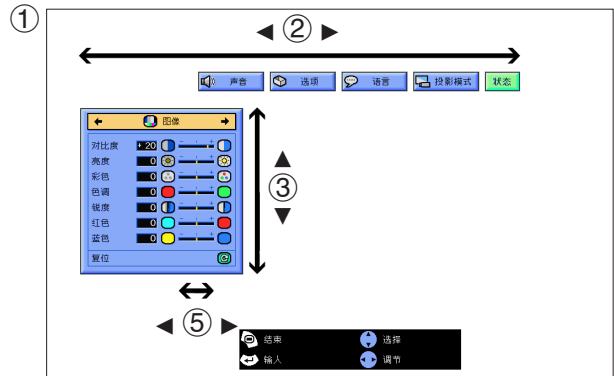 ①
◀ ② ▶
声音 选项 语言 投影模式 状态
图像
对比度 + 20
亮度 0
彩色 0
色调 0
锐度 0
红色 0
蓝色 0
复位
▲
③
▼
◀ ⑤ ▶
结束 选择
输入 调节